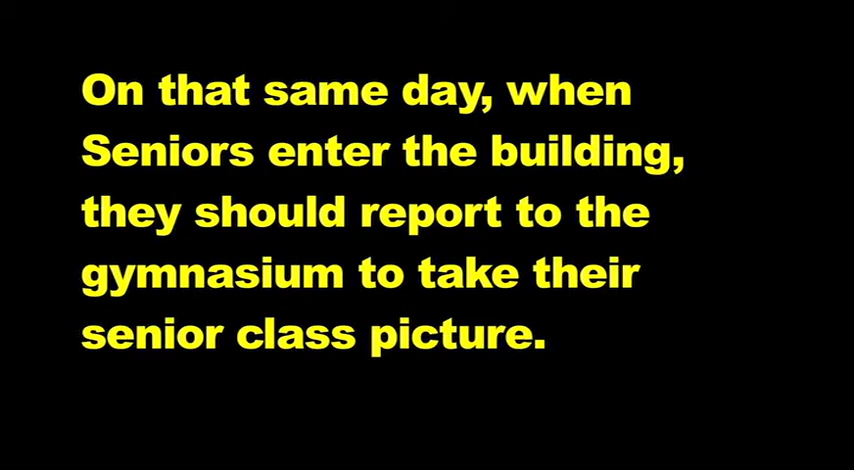 On that same day, when
Seniors enter the building,
they should report to the
gymnasium to take their
senior class picture.